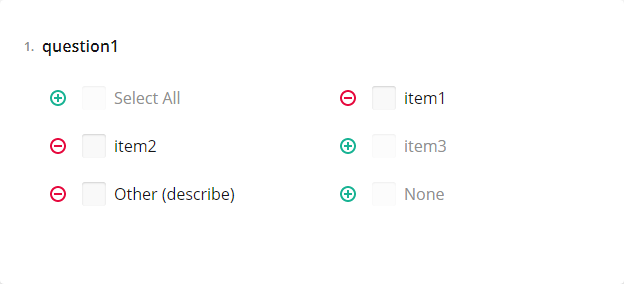 1. question1
Select All
item1
item2
item3
Other (describe)
None